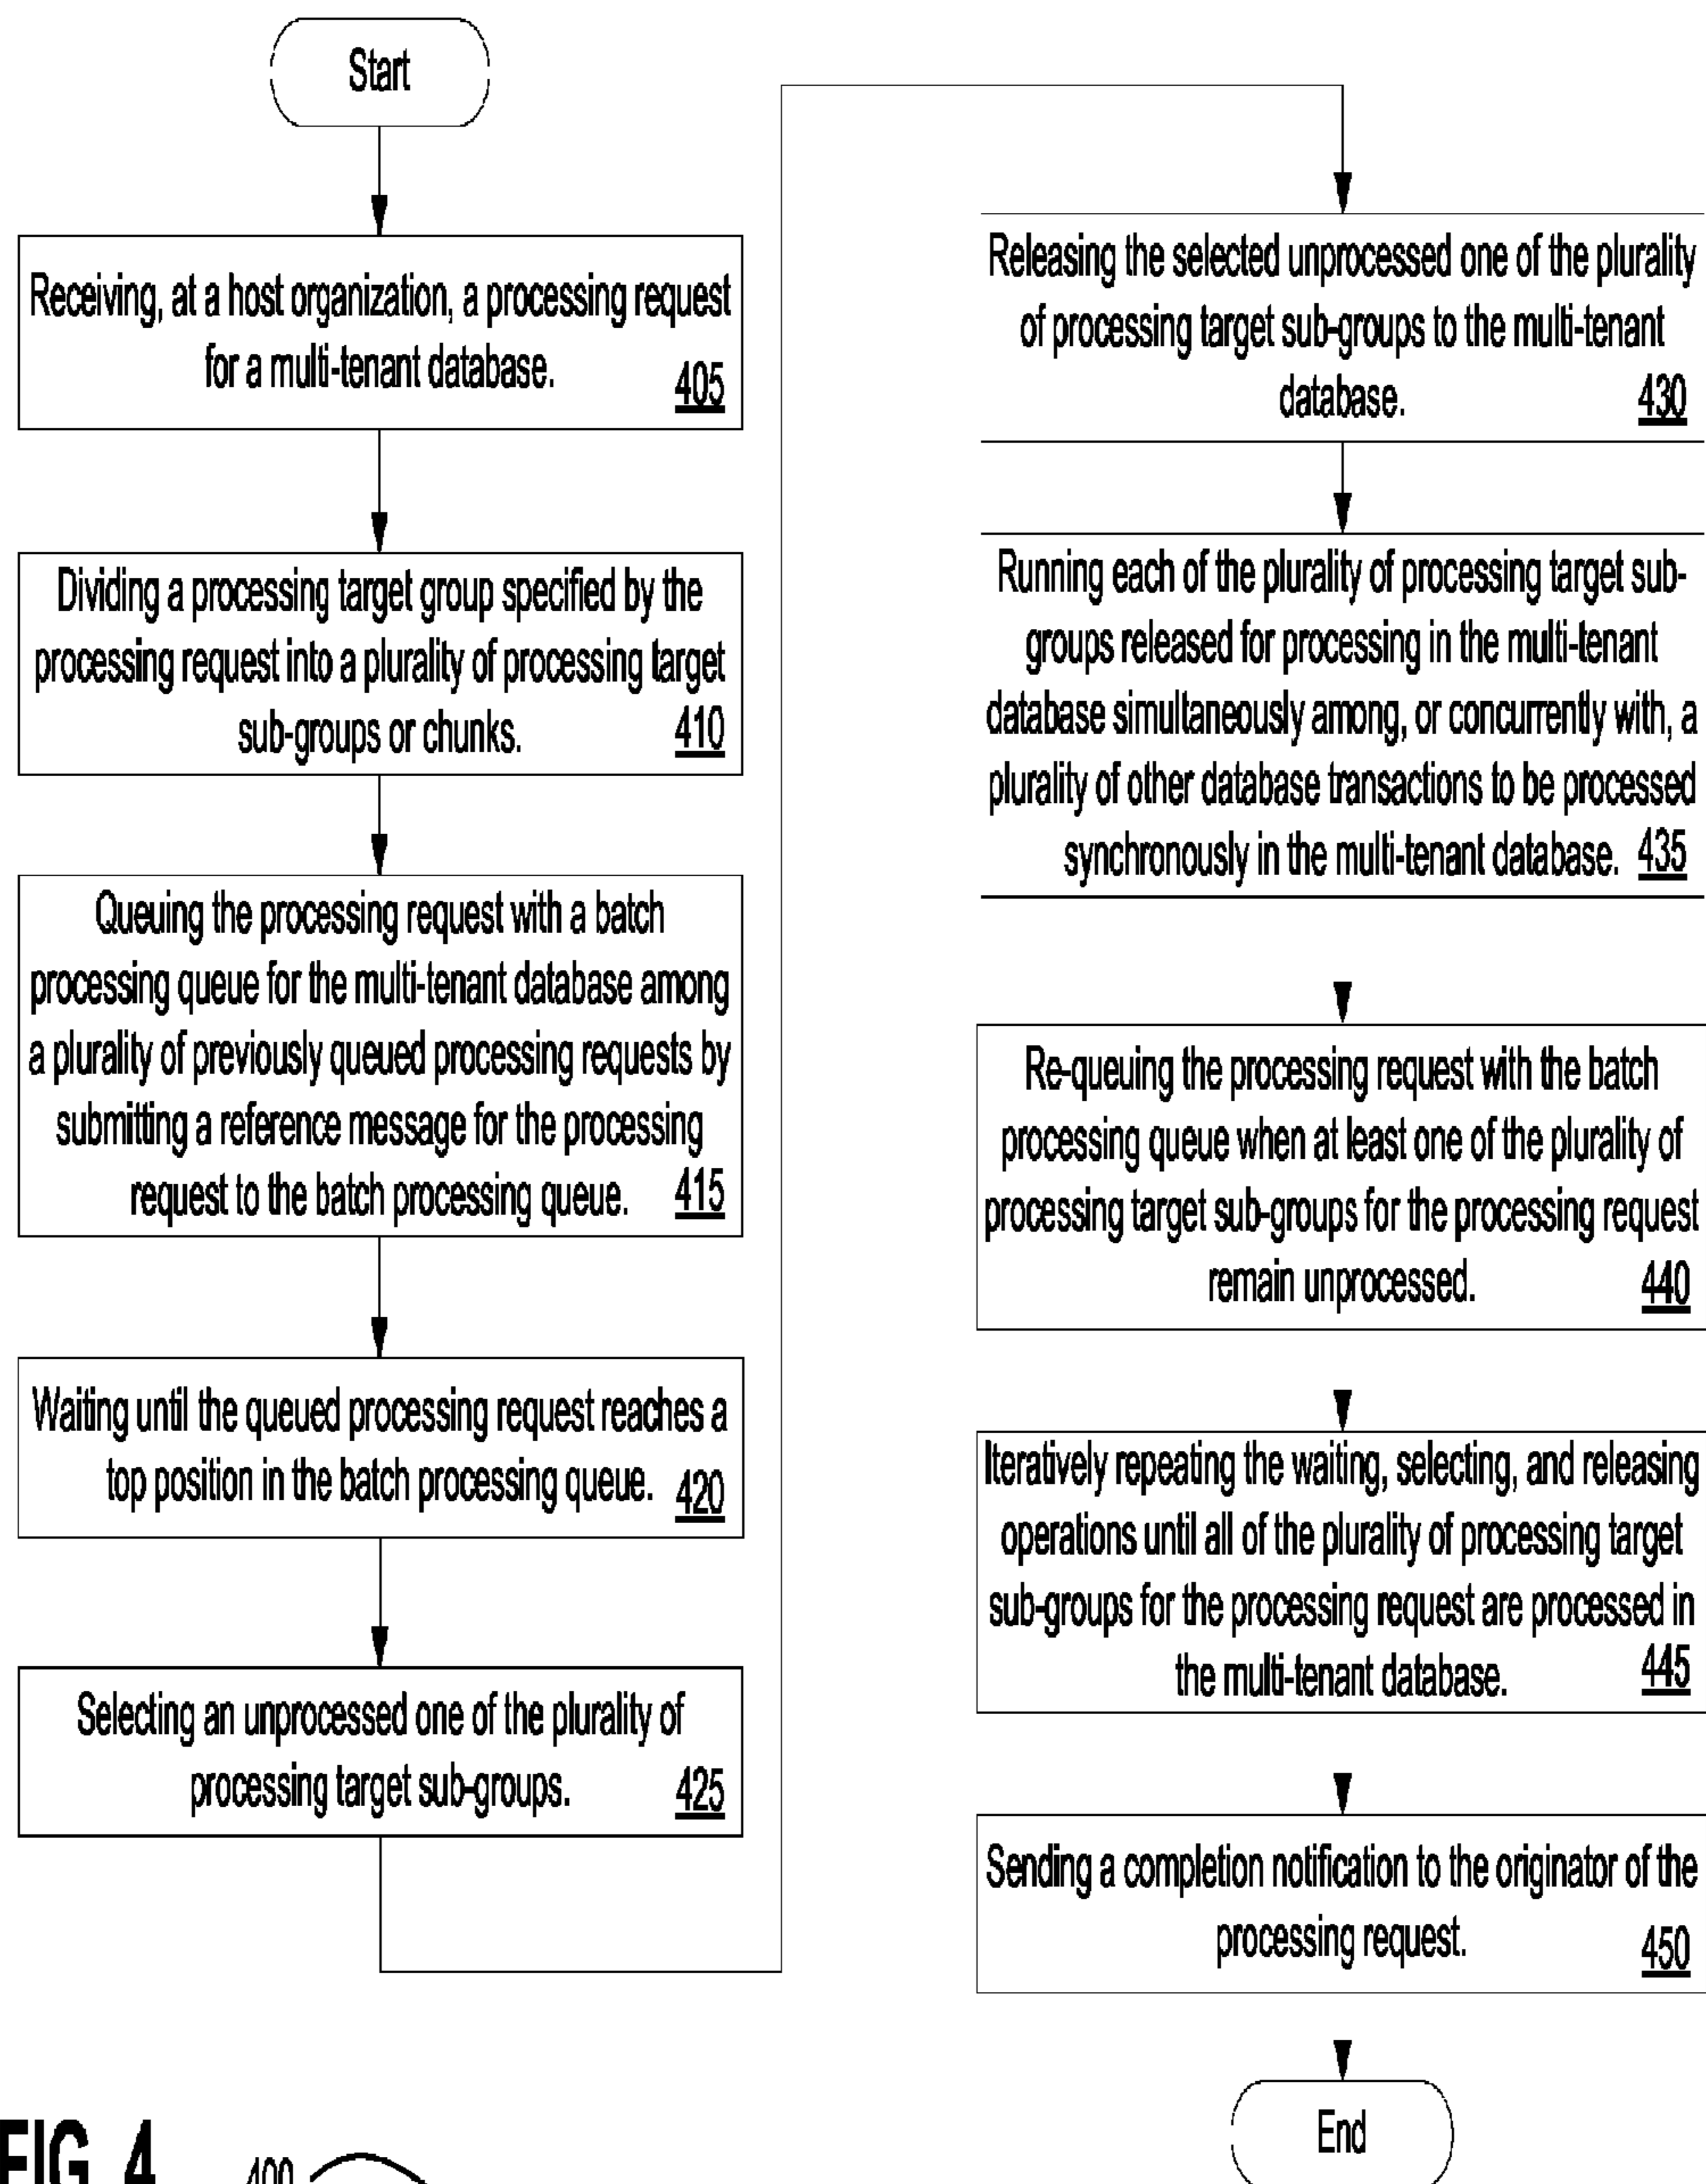 Start
Receiving, at a host organization, a processing request
for a multi-tenant database.
405
Dividing a processing target group specified by the
processing request into a plurality of processing target
sub-groups or chunks.
410
Queuing the processing request with a batch
processing queue for the multi-tenant database among
a plurality of previously queued processing requests by
submitting a reference message for the processing
request to the batch processing queue.
415
Waiting until the queued processing request reaches a
top position in the batch processing queue.
420
Selecting an unprocessed one of the plurality of
processing target sub-groups.
425
Releasing the selected unprocessed one of the plurality
of processing target sub-groups to the multi-tenant
database.
430
Running each of the plurality of processing target sub-
groups released for processing in the multi-tenant
database simultaneously among, or concurrently with, a
plurality of other database transactions to be processed
synchronously in the multi-tenant database.
435
Re-queuing the processing request with the batch
processing queue when at least one of the plurality of
processing target sub-groups for the processing request
remain unprocessed.
440
Iteratively repeating the waiting, selecting, and releasing
operations until all of the plurality of processing target
sub-groups for the processing request are processed in
the multi-tenant database.
445
Sending a completion notification to the originator of the
processing request.
450
End
FIG. 4
400